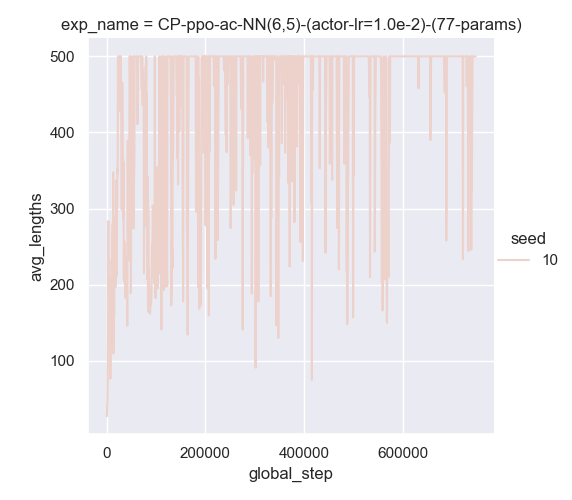 exp_name = CP-ppo-ac-NN(6,5)-(actor-lr=1.0e-2)-(77-params)
500
400
300
200
100
avg_lengths
0
200000
400000
600000
global_step
seed
10